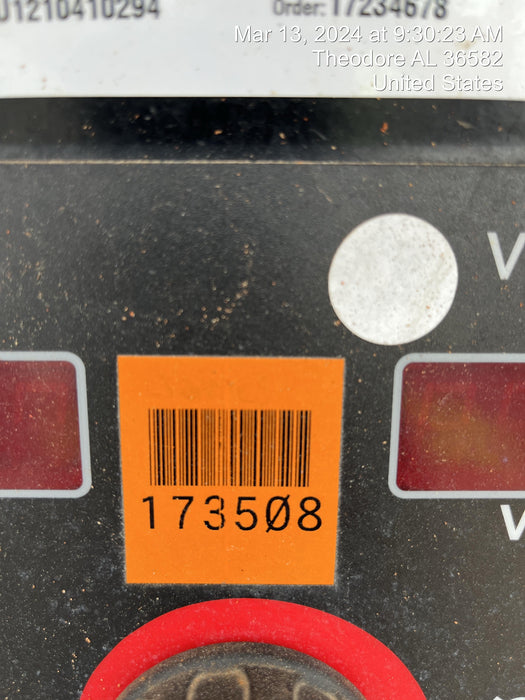 U1210410294 Order: 17234678
Mar 13, 2024 at 9:30:23 AM
Theodore AL 36582
United States
V
173508
V